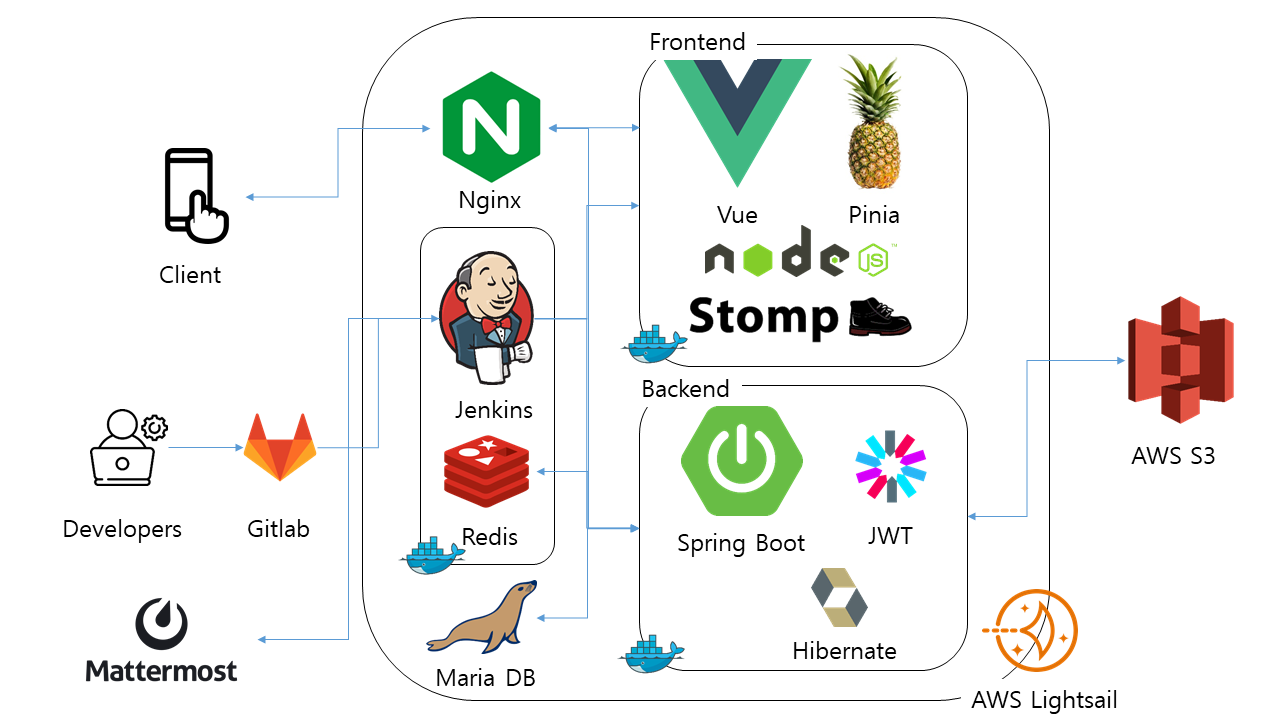 Frontend
Nginx
Vue
Pinia
node
JS
™
Client
Stomp
Jenkins
Backend
AWS S3
Developers
Gitlab
Redis
Spring Boot
JWT
Mattermost
Maria DB
Hibernate
AWS Lightsail